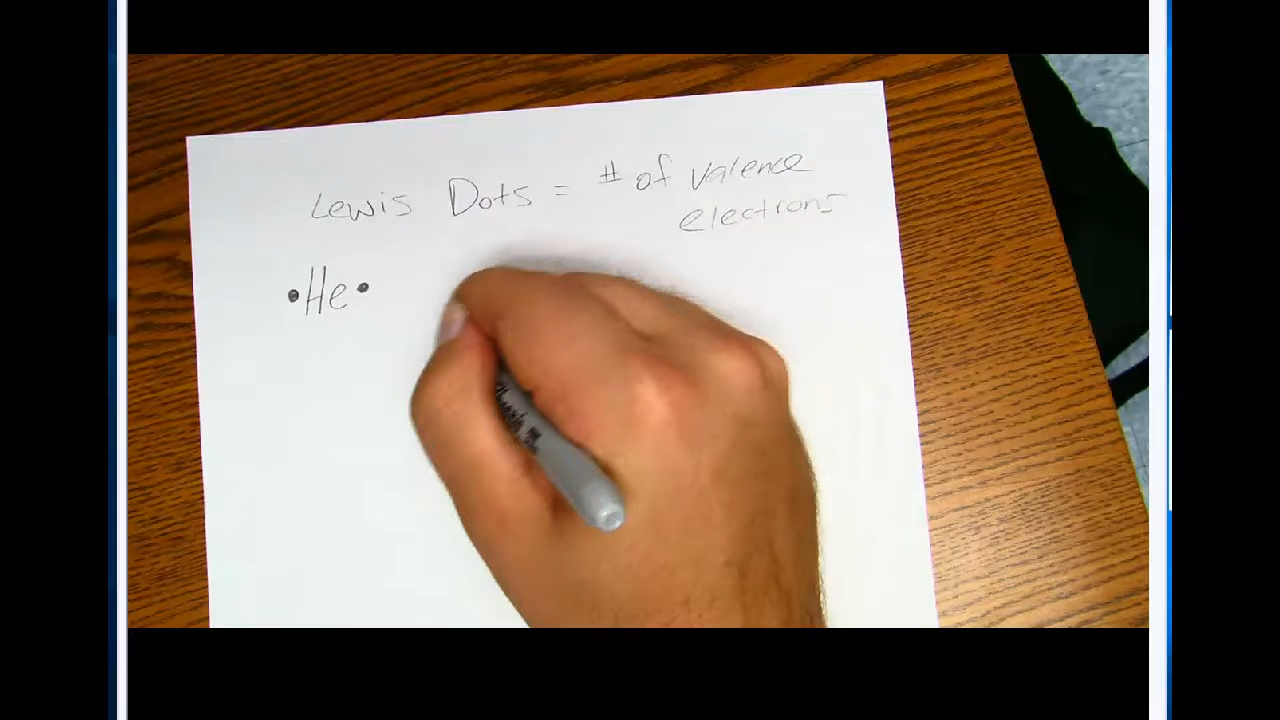 Lewis Dots = # of valence
electrons
•He•